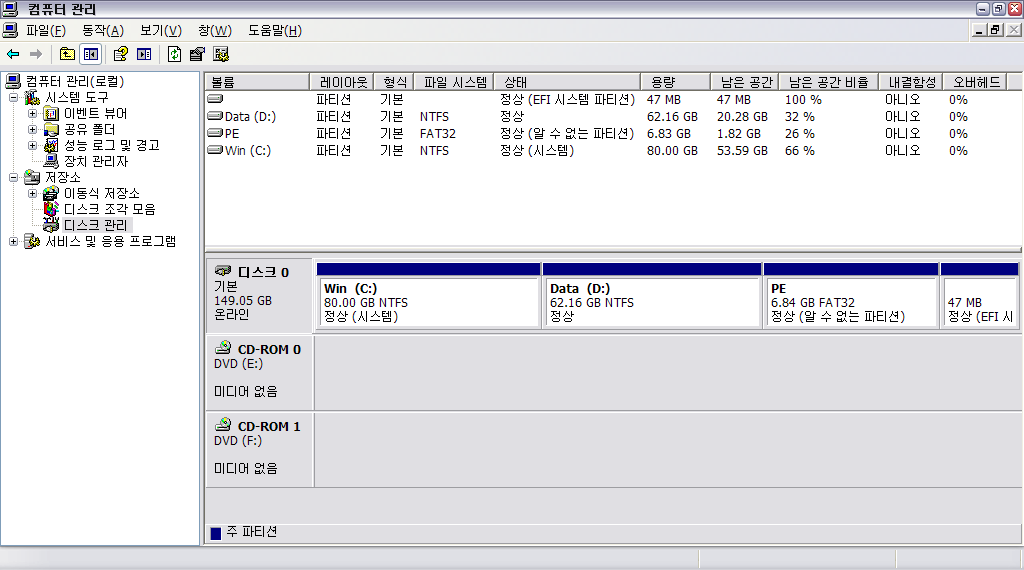 컴퓨터 관리
파일(F) 동작(A) 보기(V) 창(W) 도움말(H)
컴퓨터 관리(로컬)
시스템 도구
이벤트 뷰어
공유 폴더
성능 로그 및 경고
장치 관리자
저장소
이동식 저장소
디스크 조각 모음
디스크 관리
서비스 및 응용 프로그램
볼륨 레이아웃 형식 파일 시스템 상태 용량 남은 공간 남은 공간 비율 내결함성 오버헤드
파티션 기본 정상 (EFI 시스템 파티션) 47 MB 47 MB 100 % 아니오 0%
Data (D:) 파티션 기본 NTFS 정상 62.16 GB 20.28 GB 32 % 아니오 0%
PE 파티션 기본 FAT32 정상 (알 수 없는 파티션) 6.83 GB 1.82 GB 26 % 아니오 0%
Win (C:) 파티션 기본 NTFS 정상 (시스템) 80.00 GB 53.59 GB 66 % 아니오 0%
디스크 0
기본
149.05 GB
온라인
Win (C:)
80.00 GB NTFS
정상 (시스템)
Data (D:)
62.16 GB NTFS
정상
PE
6.84 GB FAT32
정상 (알 수 없는 파티션)
47 MB
정상 (EFI 시
CD-ROM 0
DVD (E:)
미디어 없음
CD-ROM 1
DVD (F:)
미디어 없음
주 파티션